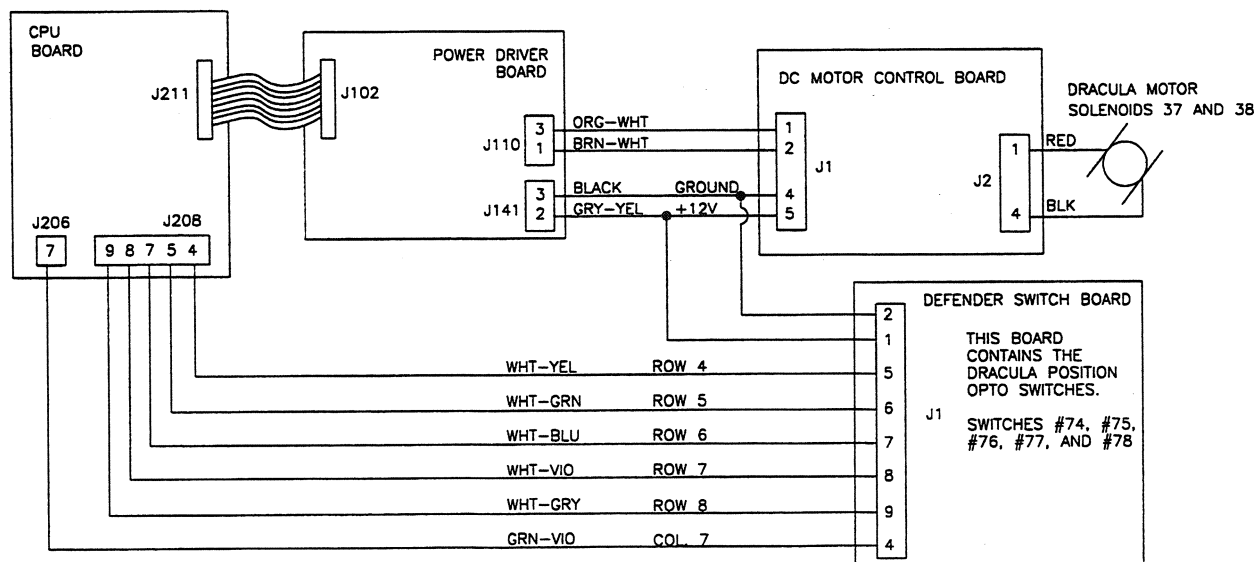 CPU
BOARD
J211
J206
J208
7
9 8 7 5 4
POWER DRIVER
BOARD
J102
J110
3
1
J141
3
2
ORG-WHT
BRN-WHT
BLACK GROUND
GRY-YEL +12V
DC MOTOR CONTROL BOARD
1
2
4
5
J1
J2
1
4
RED
BLK
DRACULA MOTOR
SOLENOIDS 37 AND 38
DEFENDER SWITCH BOARD
2
1
5
6
7
8
9
4
J1
THIS BOARD
CONTAINS THE
DRACULA POSITION
OPTO SWITCHES.
SWITCHES #74, #75,
#76, #77, AND #78
WHT-YEL ROW 4
WHT-GRN ROW 5
WHT-BLU ROW 6
WHT-VIO ROW 7
WHT-GRY ROW 8
GRN-VIO COL. 7